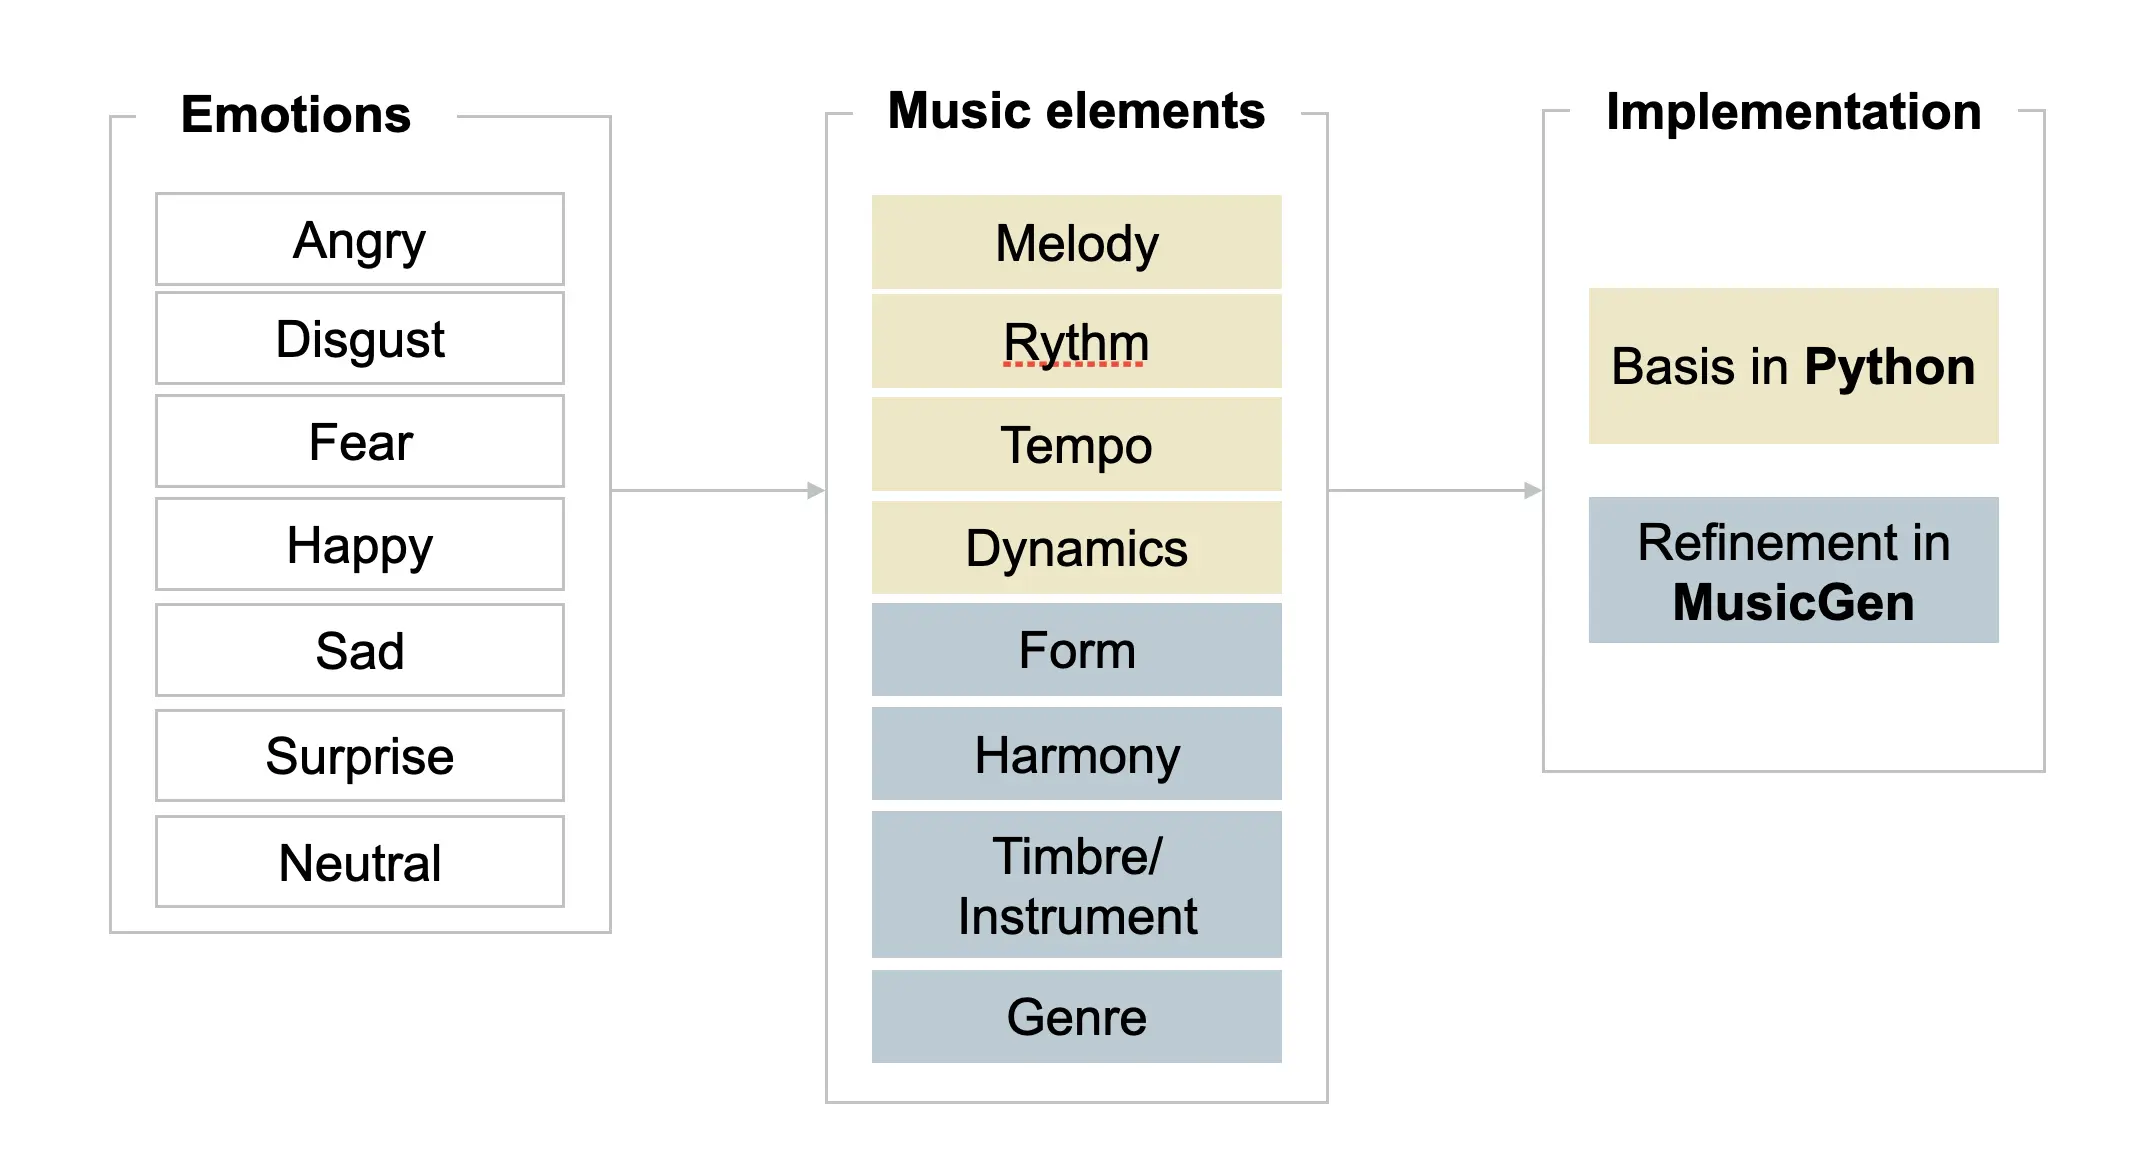 Emotions
Angry
Disgust
Fear
Happy
Sad
Surprise
Neutral
Music elements
Melody
Rythm
Tempo
Dynamics
Form
Harmony
Timbre/
Instrument
Genre
Implementation
Basis in Python
Refinement in
MusicGen